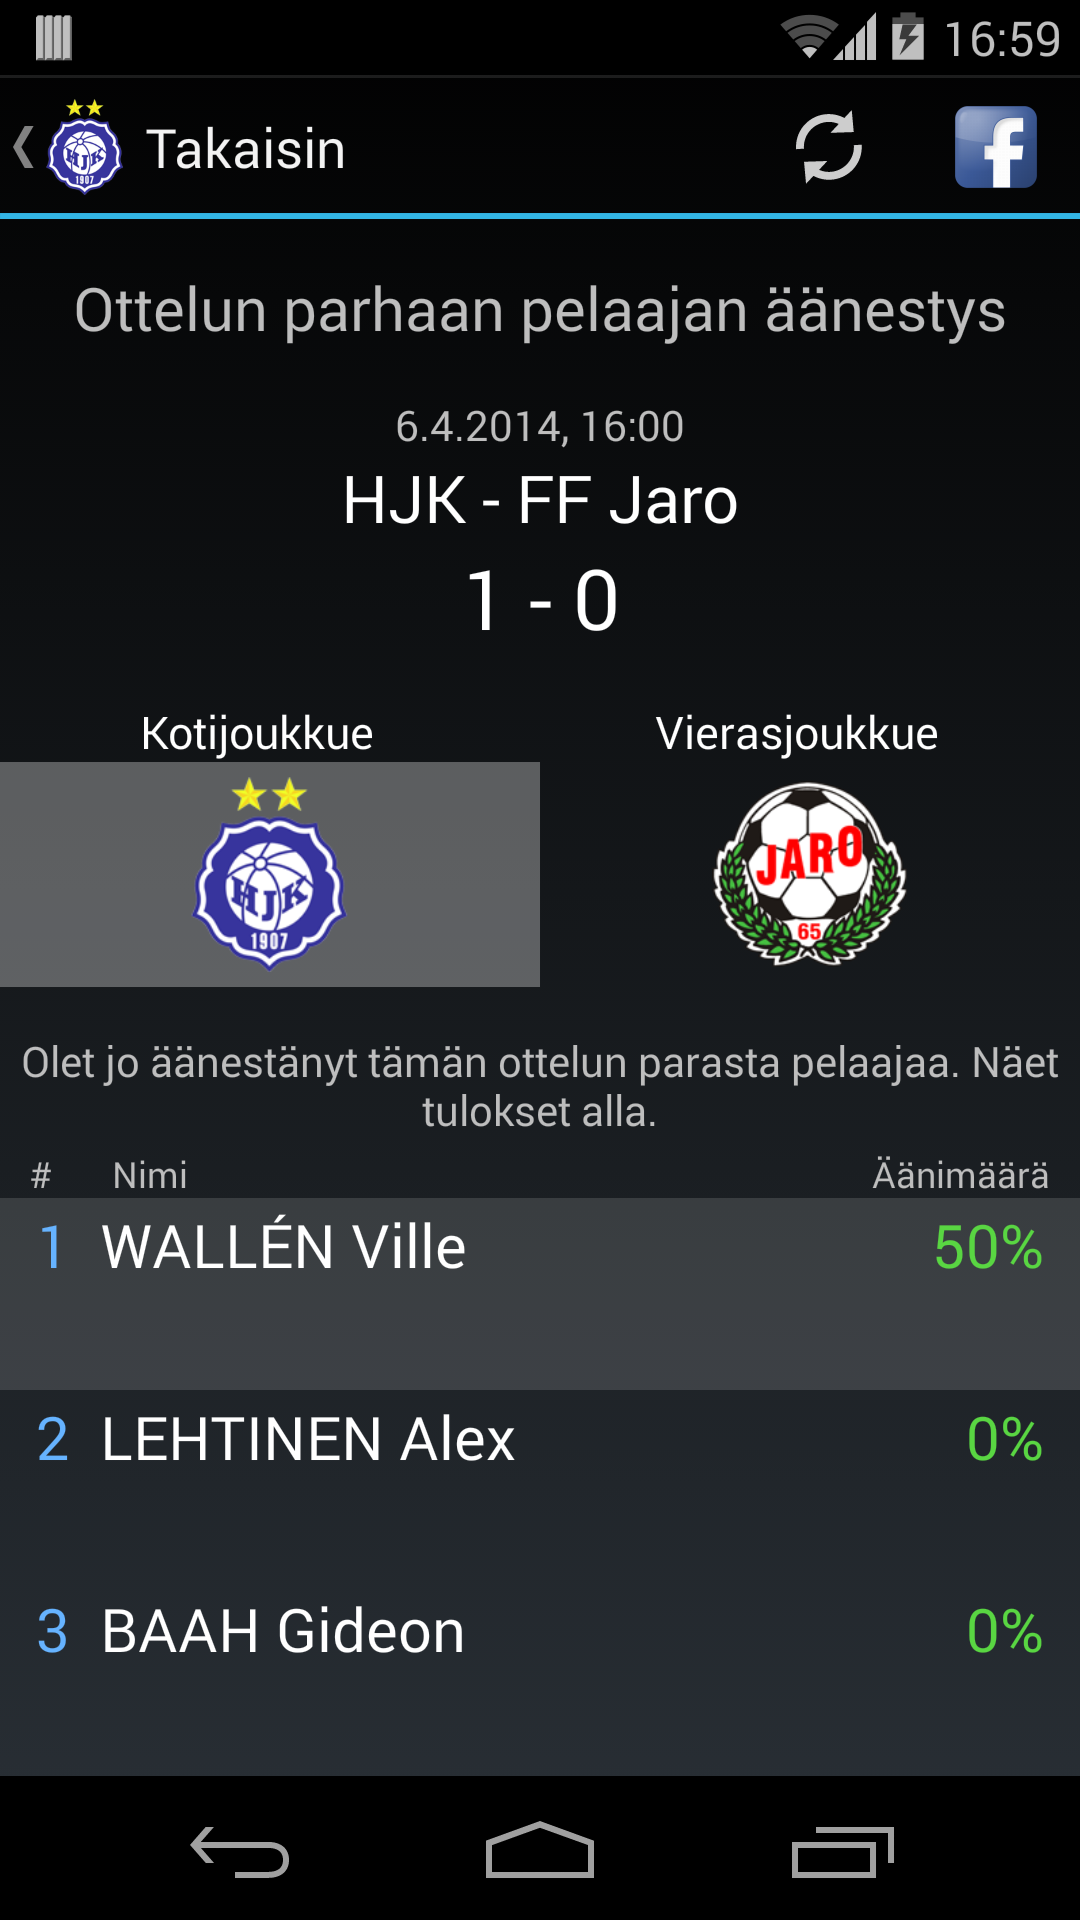 16:59
HJK
1907
Takaisin
f
Ottelun parhaan pelaajan äänestys
6.4.2014, 16:00
HJK - FF Jaro
1 - 0
Kotijoukkue Vierasjoukkue
HJK
1907
JARO
65
Olet jo äänestänyt tämän ottelun parasta pelaajaa. Näet
tulokset alla.
# Nimi Äänimäärä
1 WALLÉN Ville 50%
2 LEHTINEN Alex 0%
3 BAAH Gideon 0%